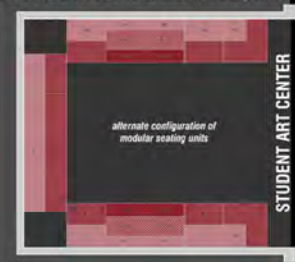 alternate configuration of
modular seating units
STUDENT ART CENTER